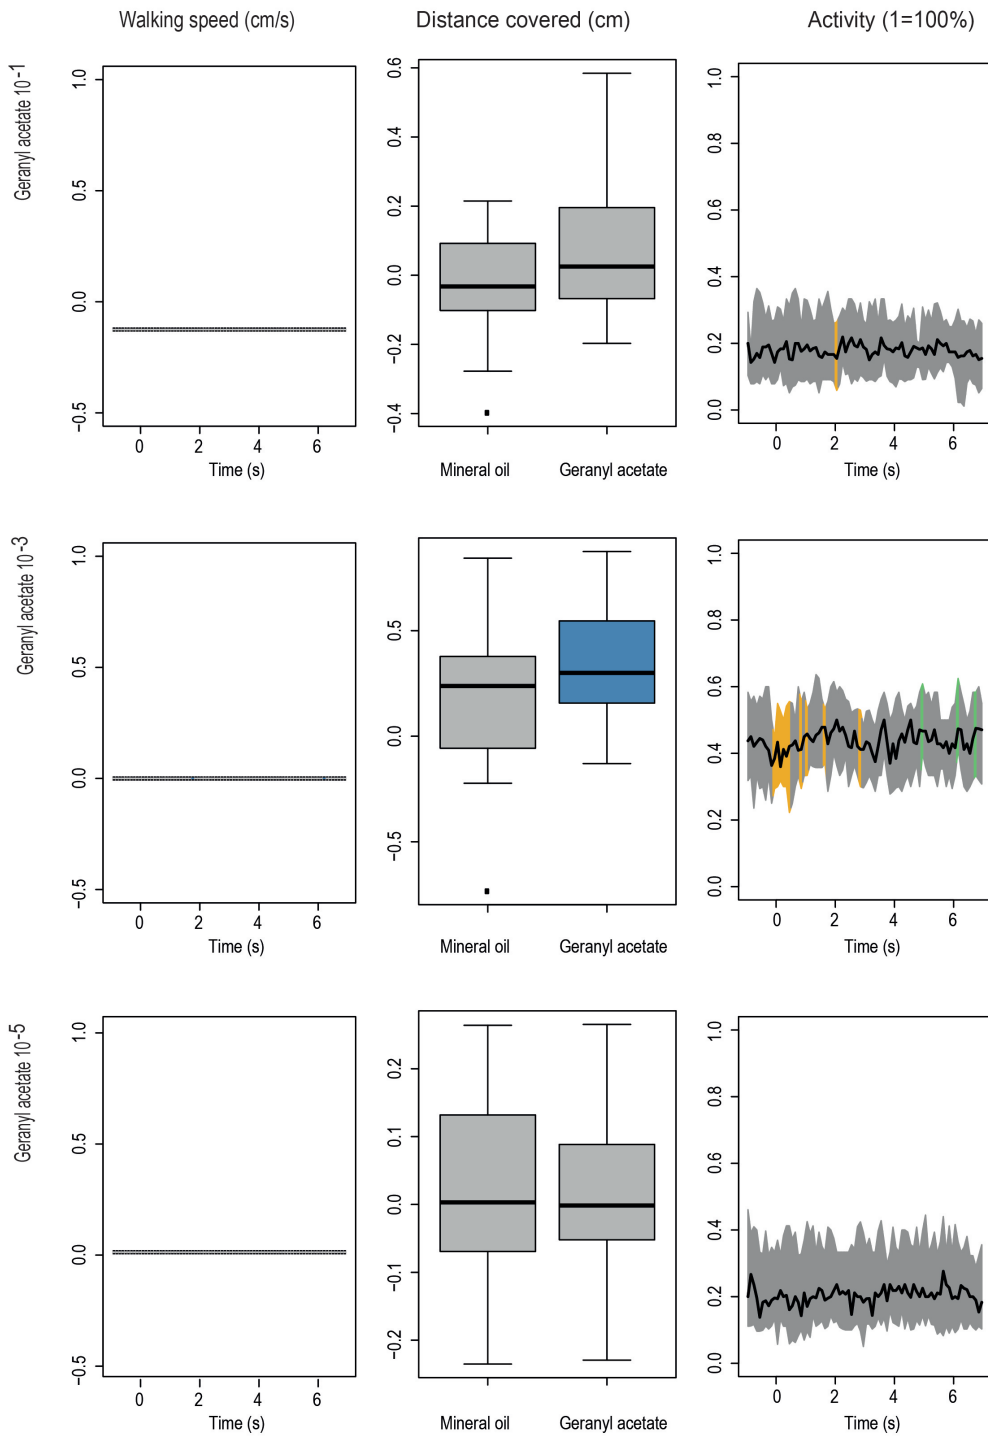 Walking speed (cm/s) Distance covered (cm) Activity (1=100%)
Geranyl acetate 10-1
1.0
0.5
0.0
−0.5
0 2 4 6
Time (s)
0.6
0.4
0.2
0.0
−0.2
−0.4
Mineral oil Geranyl acetate
1.0
0.8
0.6
0.4
0.2
0.0
0 2 4 6
Time (s)
Geranyl acetate 10-3
1.0
0.5
0.0
−0.5
0 2 4 6
Time (s)
0.5
0.0
−0.5
Mineral oil Geranyl acetate
1.0
0.8
0.6
0.4
0.2
0.0
0 2 4 6
Time (s)
Geranyl acetate 10-5
1.0
0.5
0.0
−0.5
0 2 4 6
Time (s)
0.2
0.1
0.0
−0.1
−0.2
Mineral oil Geranyl acetate
1.0
0.8
0.6
0.4
0.2
0.0
0 2 4 6
Time (s)